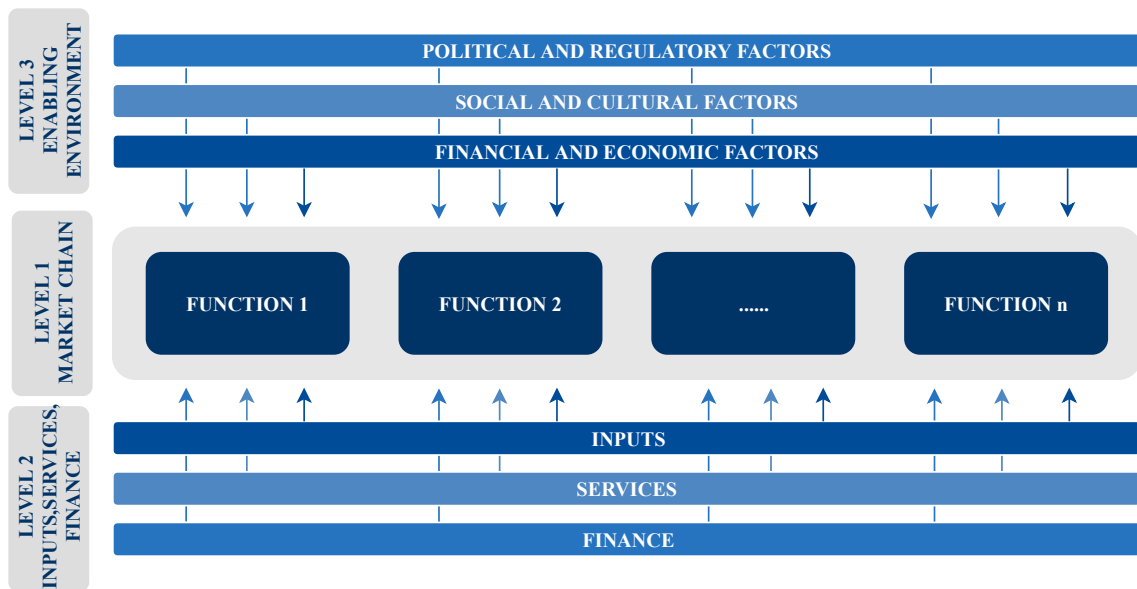 LEVEL 3
ENABLING
ENVIRONMENT
POLITICAL AND REGULATORY FACTORS
SOCIAL AND CULTURAL FACTORS
FINANCIAL AND ECONOMIC FACTORS
LEVEL 1
MARKET CHAIN
FUNCTION 1
FUNCTION 2
......
FUNCTION n
LEVEL 2
INPUTS,SERVICES,
FINANCE
INPUTS
SERVICES
FINANCE